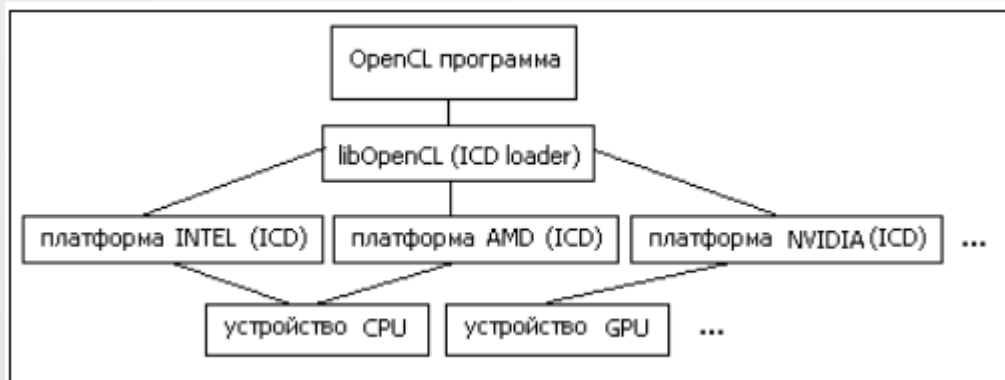 OpenCL программа
libOpenCL (ICD loader)
платформа INTEL (ICD) платформа AMD (ICD) платформа NVIDIA (ICD) ...
устройство CPU устройство GPU ...